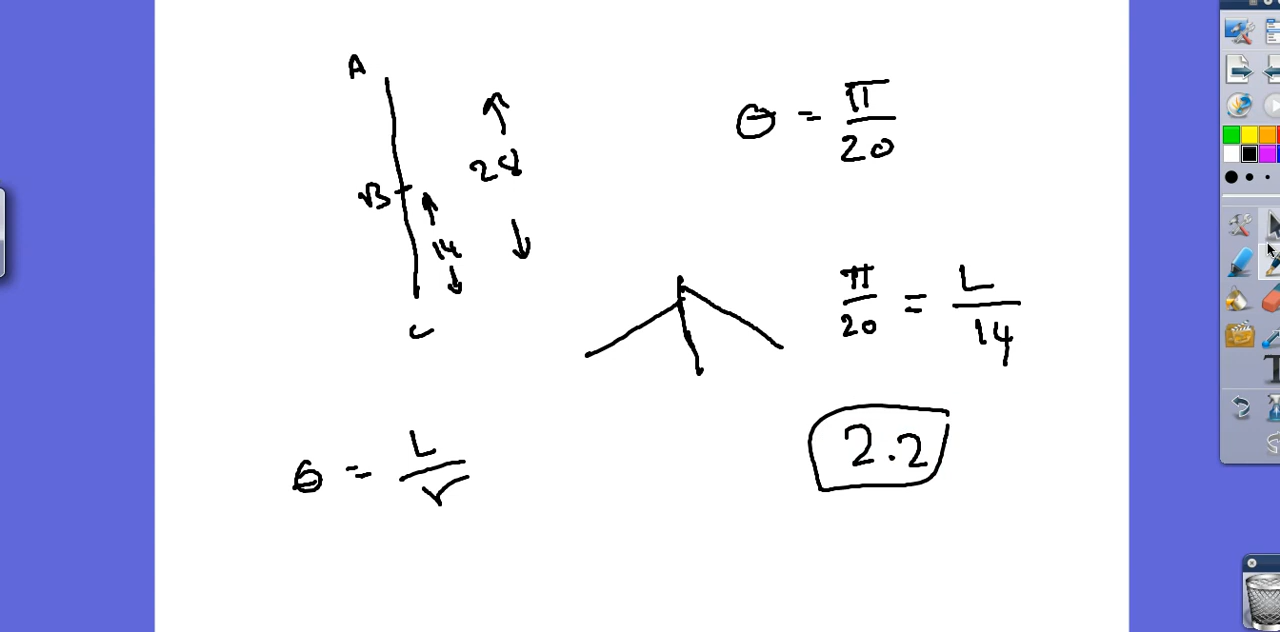 A
28
B
14
C
θ = π/20
π/20 = L/14
θ = L/r
2.2
T